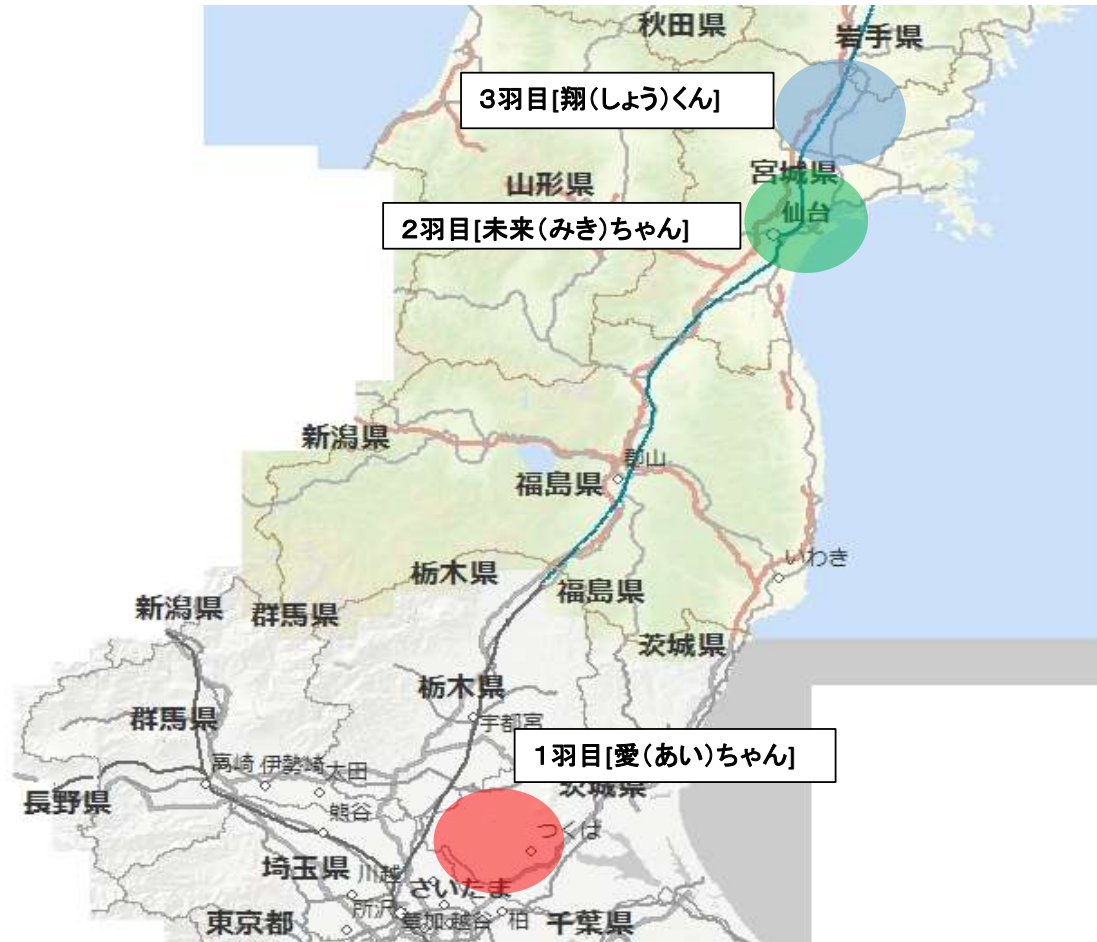 秋田県
岩手県
3羽目[翔(しょう)くん]
宮城県
山形県
仙台
2羽目[未来(みき)ちゃん]
新潟県
郡山
福島県
いわき
栃木県
福島県
新潟県
群馬県
茨城県
栃木県
群馬県
宇都宮
1羽目[愛(あい)ちゃん]
高崎 伊勢崎 太田
茨城県
長野県
熊谷
つくば
埼玉県
川越
さいたま
所沢
草加 越谷 柏
東京都
千葉県